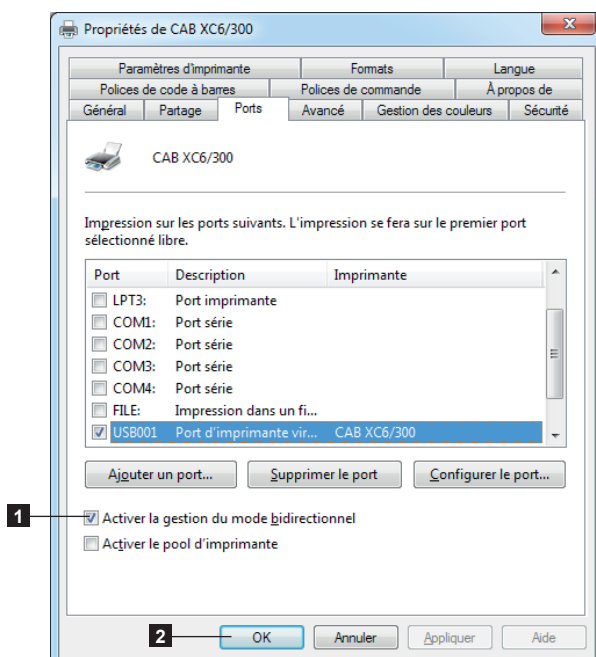 Propriétés de CAB XC6/300
x
Paramètres d'imprimante Formats Langue
Polices de code à barres Polices de commande À propos de
Général Partage Ports Avancé Gestion des couleurs Sécurité
CAB XC6/300
Impression sur les ports suivants. L'impression se fera sur le premier port
sélectionné libre.
Port Description Imprimante
LPT3: Port imprimante
COM1: Port série
COM2: Port série
COM3: Port série
COM4: Port série
FILE: Impression dans un fi...
USB001 Port d'imprimante vir... CAB XC6/300
Ajouter un port... Supprimer le port Configurer le port...
1 Activer la gestion du mode bidirectionnel
Activer le pool d'imprimante
2 OK Annuler Appliquer Aide